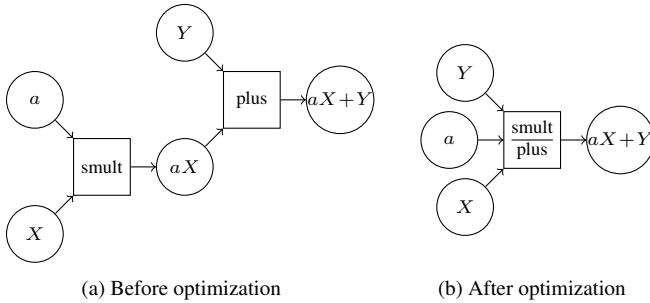 Y
a
plus
aX+Y
smult
aX
X
(a) Before optimization
Y
a
smult
plus
aX+Y
X
(b) After optimization